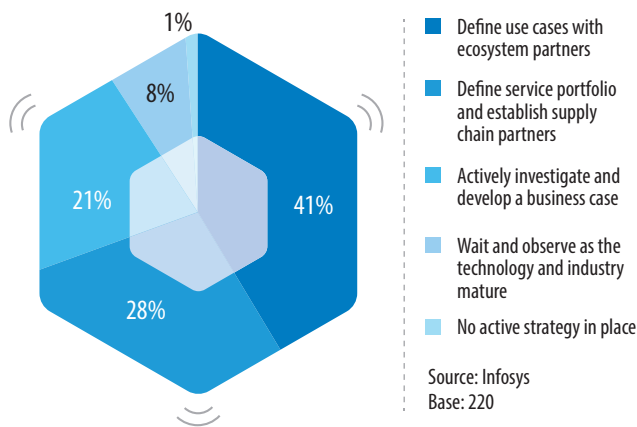 1%
8%
21%
41%
28%
Define use cases with
ecosystem partners
Define service portfolio
and establish supply
chain partners
Actively investigate and
develop a business case
Wait and observe as the
technology and industry
mature
No active strategy in place
Source: Infosys
Base: 220